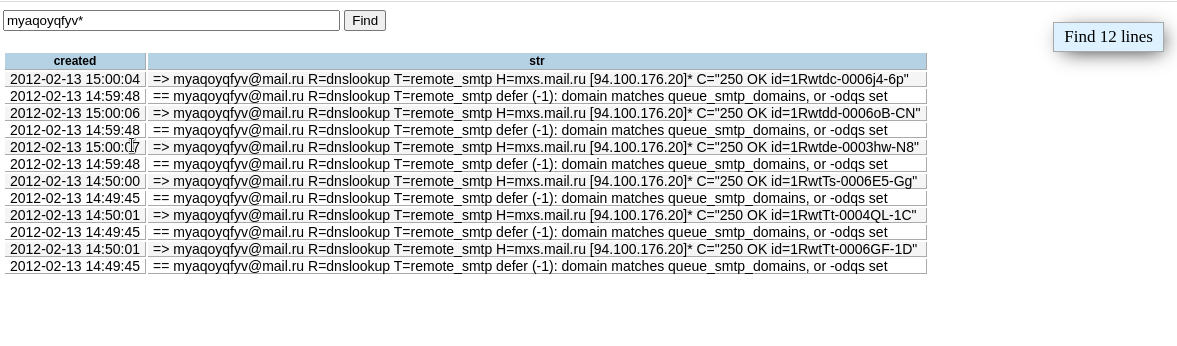 myaqoyqfyv* Find
Find 12 lines
created str
2012-02-13 15:00:04 => myaqoyqfyv@mail.ru R=dnslookup T=remote_smtp H=mxs.mail.ru [94.100.176.20]* C="250 OK id=1Rwtdc-0006j4-6p"
2012-02-13 14:59:48 == myaqoyqfyv@mail.ru R=dnslookup T=remote_smtp defer (-1): domain matches queue_smtp_domains, or -odqs set
2012-02-13 15:00:06 => myaqoyqfyv@mail.ru R=dnslookup T=remote_smtp H=mxs.mail.ru [94.100.176.20]* C="250 OK id=1Rwtdd-0006oB-CN"
2012-02-13 14:59:48 == myaqoyqfyv@mail.ru R=dnslookup T=remote_smtp defer (-1): domain matches queue_smtp_domains, or -odqs set
2012-02-13 15:00:07 => myaqoyqfyv@mail.ru R=dnslookup T=remote_smtp H=mxs.mail.ru [94.100.176.20]* C="250 OK id=1Rwtde-0003hw-N8"
2012-02-13 14:59:48 == myaqoyqfyv@mail.ru R=dnslookup T=remote_smtp defer (-1): domain matches queue_smtp_domains, or -odqs set
2012-02-13 14:50:00 => myaqoyqfyv@mail.ru R=dnslookup T=remote_smtp H=mxs.mail.ru [94.100.176.20]* C="250 OK id=1RwtTs-0006E5-Gg"
2012-02-13 14:49:45 == myaqoyqfyv@mail.ru R=dnslookup T=remote_smtp defer (-1): domain matches queue_smtp_domains, or -odqs set
2012-02-13 14:50:01 => myaqoyqfyv@mail.ru R=dnslookup T=remote_smtp H=mxs.mail.ru [94.100.176.20]* C="250 OK id=1RwtTt-0004QL-1C"
2012-02-13 14:49:45 == myaqoyqfyv@mail.ru R=dnslookup T=remote_smtp defer (-1): domain matches queue_smtp_domains, or -odqs set
2012-02-13 14:50:01 => myaqoyqfyv@mail.ru R=dnslookup T=remote_smtp H=mxs.mail.ru [94.100.176.20]* C="250 OK id=1RwtTt-0006GF-1D"
2012-02-13 14:49:45 == myaqoyqfyv@mail.ru R=dnslookup T=remote_smtp defer (-1): domain matches queue_smtp_domains, or -odqs set